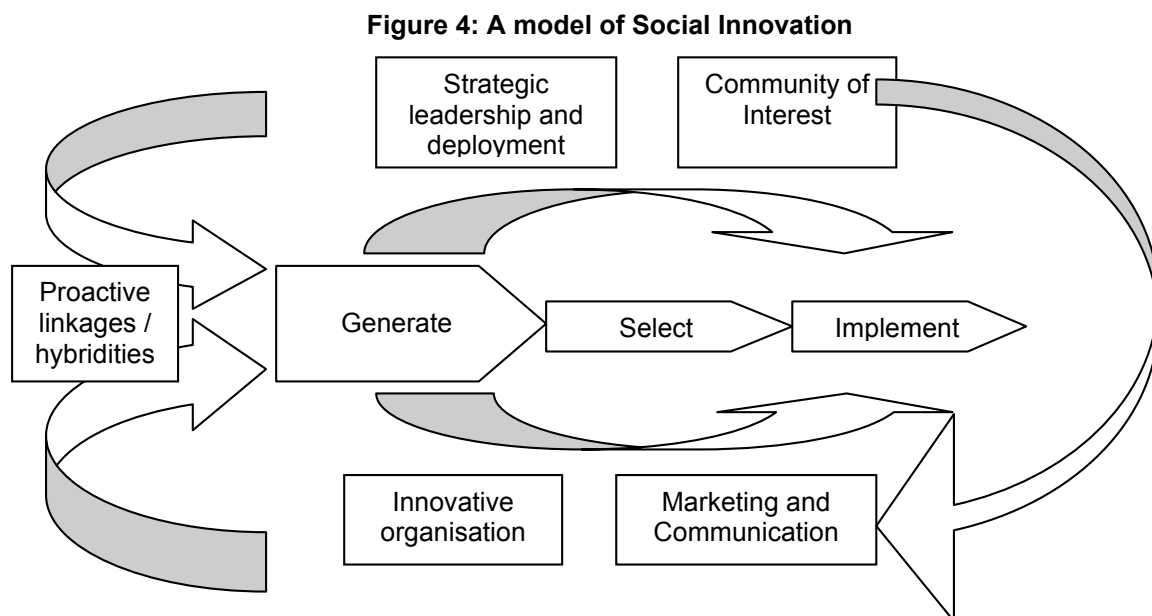 Figure 4: A model of Social Innovation
Strategic
leadership and
deployment
Community of
Interest
Proactive
linkages /
hybridities
Generate
Select
Implement
Innovative
organisation
Marketing and
Communication